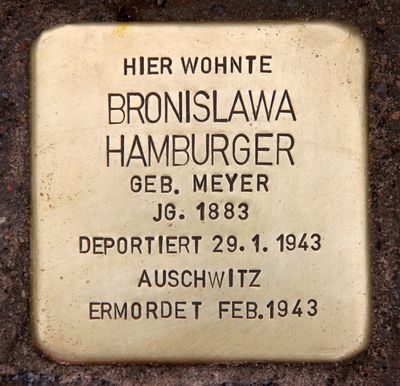 HIER WOHNTE
BRONISLAWA
HAMBURGER
GEB. MEYER
JG. 1883
DEPORTIERT 29.1.1943
AUSCHWITZ
ERMORDET FEB.1943